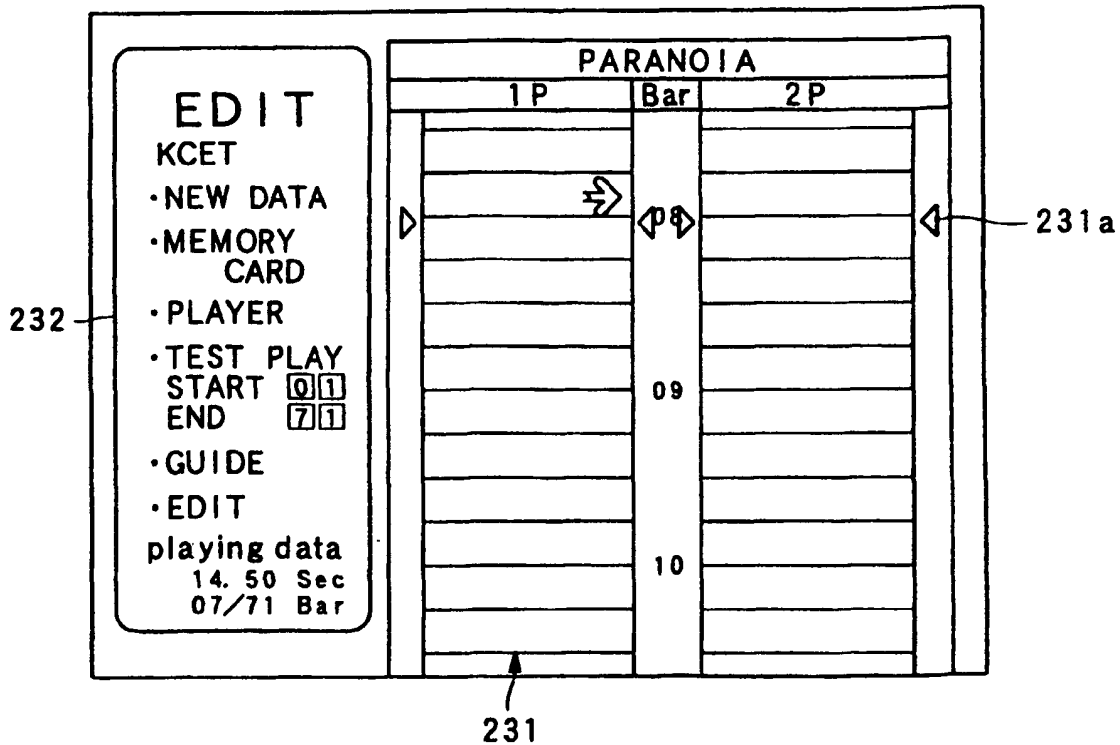 EDIT
KCET
・NEW DATA
・MEMORY
CARD
・PLAYER
・TEST PLAY
START 01
END 71
・GUIDE
・EDIT
playing data
14. 50 Sec
07/71 Bar
232
PARANOIA
1P Bar 2P
08
09
10
231a
231